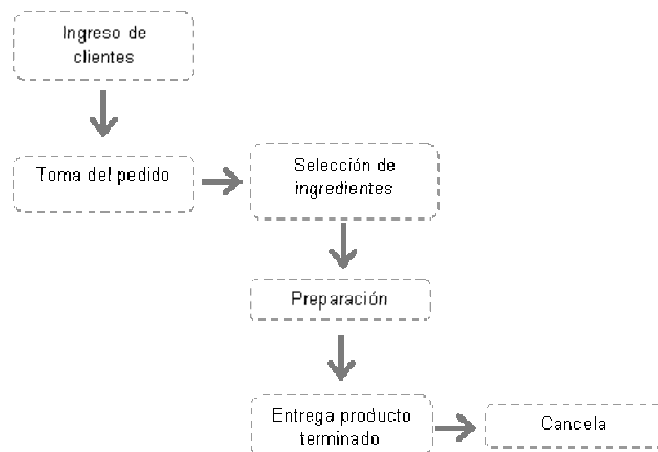 Ingreso de
clientes
Toma del pedido
Selección de
ingredientes
Preparación
Entrega producto
terminado
Cancela